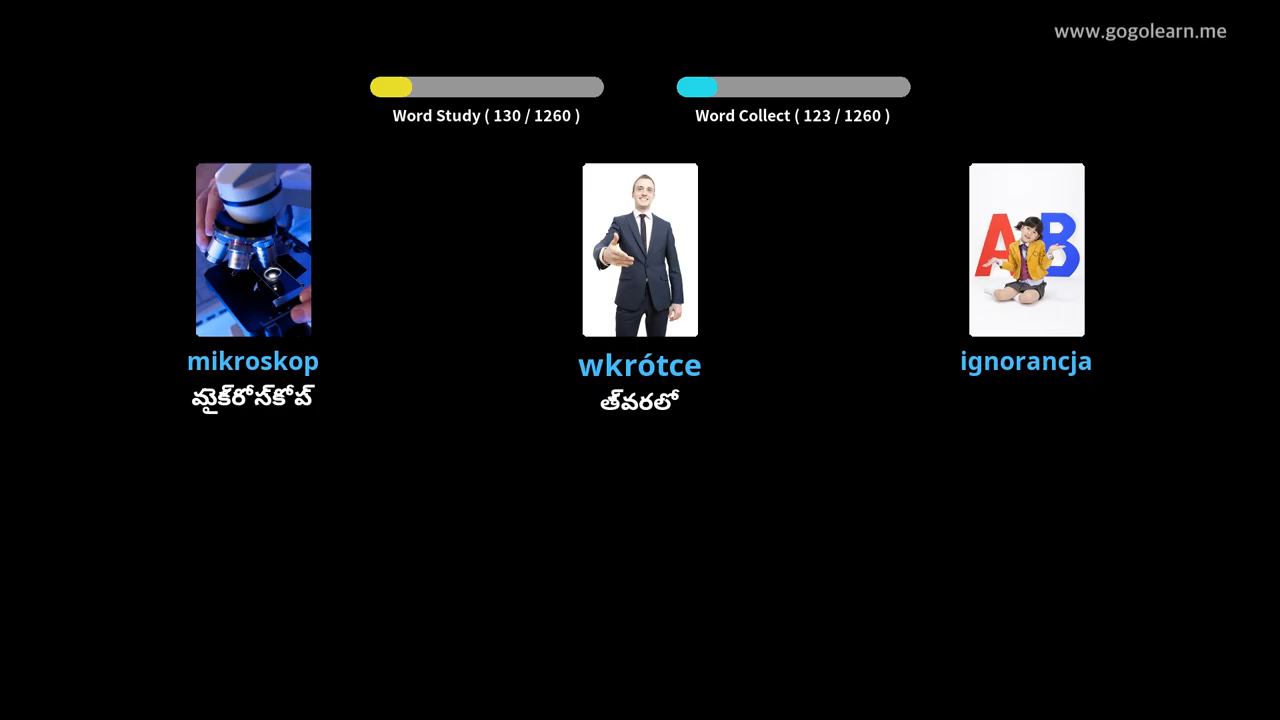 www.gogolearn.me
Word Study ( 130 / 1260 )
Word Collect ( 123 / 1260 )
A B
mikroskop
wkrótce
ignorancja
మైక్రోస్కోప్
త్వరలో